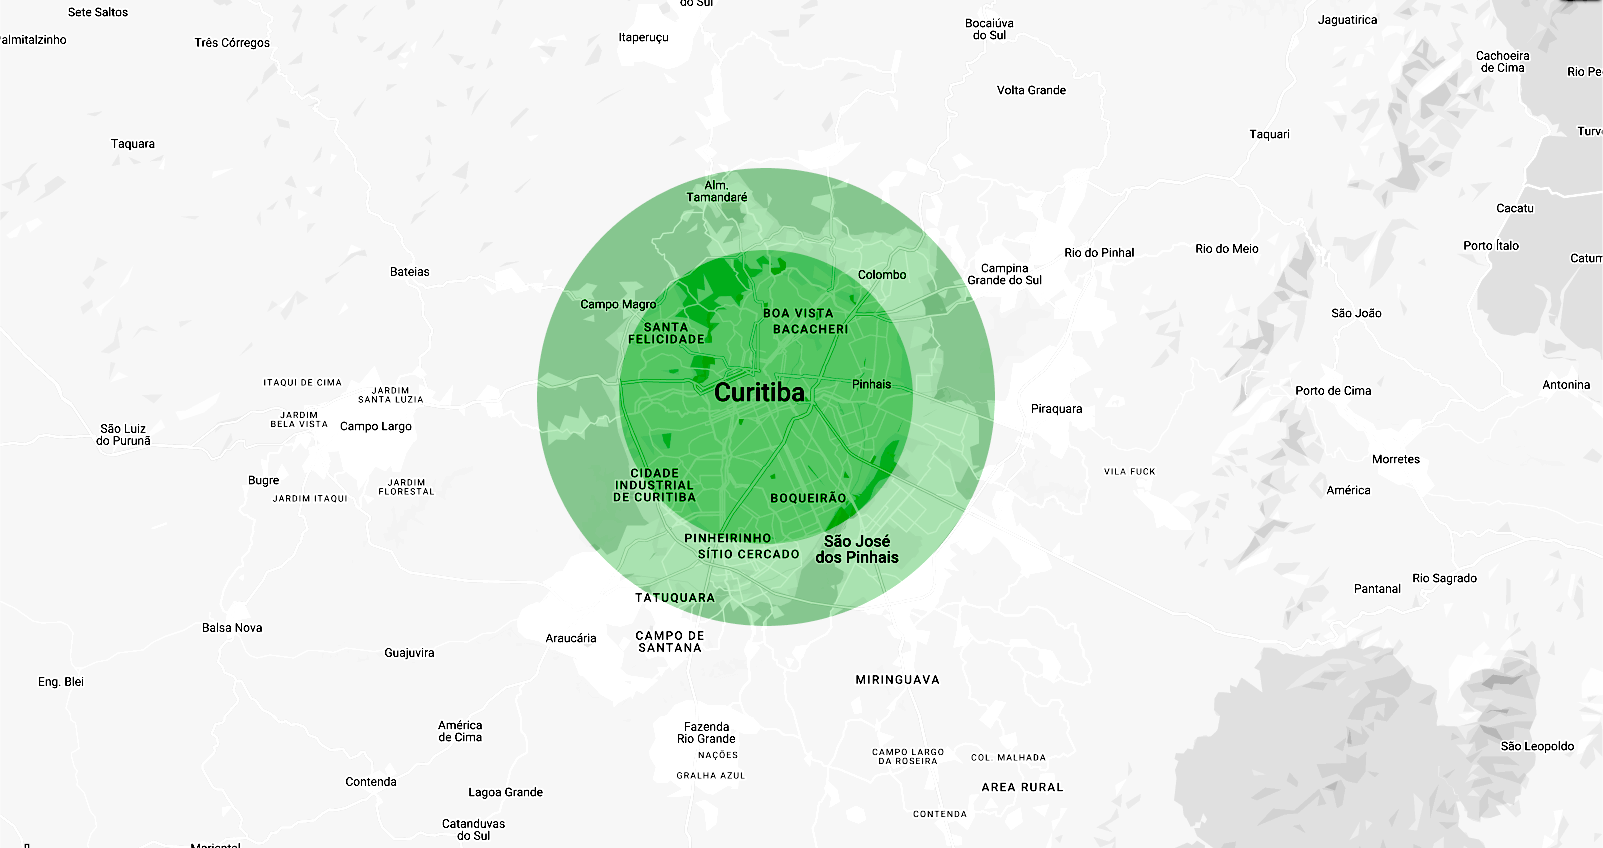 do Sul
Sete Saltos
Jaguatirica
Bocaiúva
do Sul
Itaperuçu
almitalzinho
Três Córregos
Cachoeira
de Cima
Rio Pe
Volta Grande
Taquari
Turv
Taquara
Alm.
Tamandaré
Cacatu
Porto Ítalo
Rio do Meio
Rio do Pinhal
Catum
Bateias
Colombo
Campina
Grande do Sul
Campo Magro
BOA VISTA
BACACHERI
São João
SANTA
FELICIDADE
ITAQUI DE CIMA
Pinhais
Antonina
JARDIM
SANTA LUZIA
Curitiba
Porto de Cima
Piraquara
JARDIM
BELA VISTA
Campo Largo
São Luiz
do Purunã
Morretes
VILA FUCK
Bugre
CIDADE
INDUSTRIAL
DE CURITIBA
JARDIM
FLORESTAL
América
JARDIM ITAQUI
BOQUEIRÃO
PINHEIRINHO
SÍTIO CERCADO
São José
dos Pinhais
Rio Sagrado
Pantanal
TATUQUARA
Balsa Nova
Araucária
CAMPO DE
SANTANA
Guajuvira
Eng. Blei
MIRINGUAVA
América
de Cima
Fazenda
Rio Grande
São Leopoldo
NAÇÕES
CAMPO LARGO
DA ROSEIRA
COL. MALHADA
GRALHA AZUL
Contenda
AREA RURAL
Lagoa Grande
CONTENDA
Catanduvas
do Sul